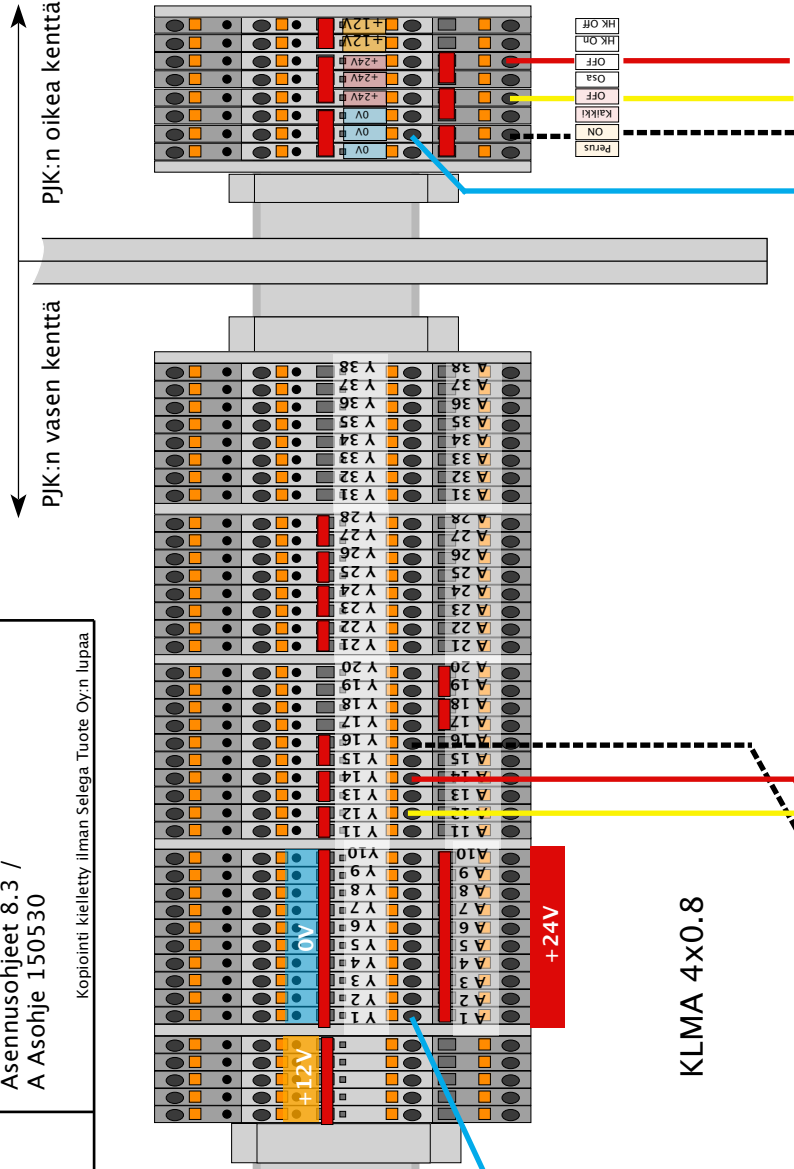 PJK:n oikea kenttä
PJK:n vasen kenttä
+12V
+12V
+24V
+24V
+24V
0V
0V
0V
HK Off
HK On
OFF
Osa
OFF
Kaikki
ON
Perus
Y 38 A 38
Y 37 A 37
Y 36 A 36
Y 35 A 35
Y 34 A 34
Y 33 A 33
Y 32 A 32
Y 31 A 31
Y 28 A 28
Y 27 A 27
Y 26 A 26
Y 25 A 25
Y 24 A 24
Y 23 A 23
Y 22 A 22
Y 21 A 21
Y 20 A 20
Y 19 A 19
Y 18 A 18
Y 17 A 17
Y 16 A 16
Y 15 A 15
Y 14 A 14
Y 13 A 13
Y 12 A 12
Y 11 A 11
Y10 A10
Y 9 A 9
Y 8 A 8
Y 7 A 7
Y 6 A 6
Y 5 A 5
Y 4 A 4
Y 3 A 3
Y 2 A 2
Y 1 A 1
0V
+12V
+24V
KLMA 4x0.8
Asennusohjeet 8.3 /
A Asohje 150530
Kopiointi kielletty ilman Selega Tuote Oy:n lupaa